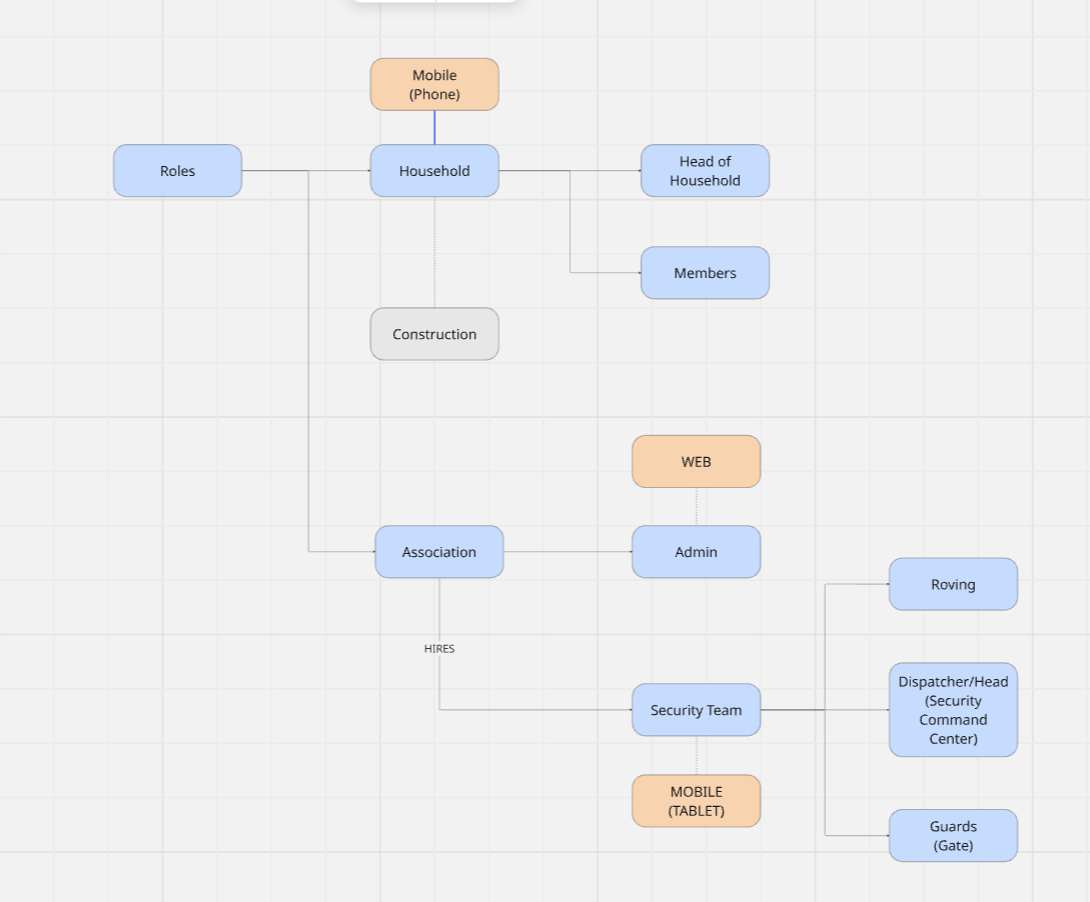 Mobile
(Phone)
Roles
Household
Head of
Household
Members
Construction
WEB
Association
Admin
Roving
HIRES
Security Team
Dispatcher/Head
(Security
Command
Center)
MOBILE
(TABLET)
Guards
(Gate)